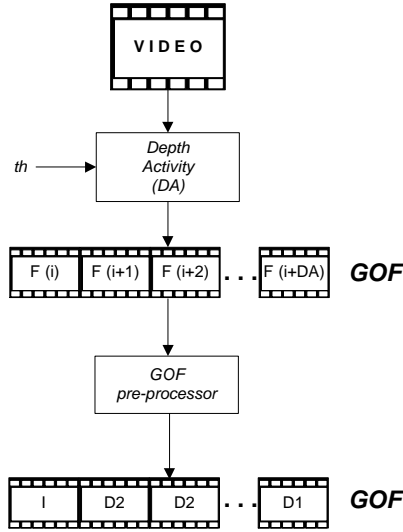 VIDEO
Depth
Activity
(DA)
th
F (i) F (i+1) F (i+2) . . . F (i+DA) GOF
GOF
pre-processor
I D2 D2 . . . D1 GOF